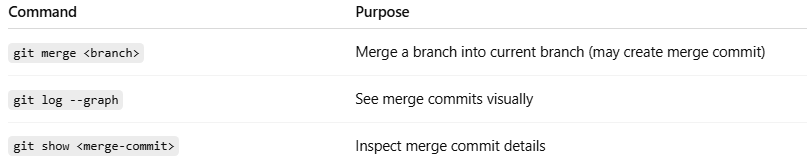 Command Purpose
git merge <branch> Merge a branch into current branch (may create merge commit)
git log --graph See merge commits visually
git show <merge-commit> Inspect merge commit details